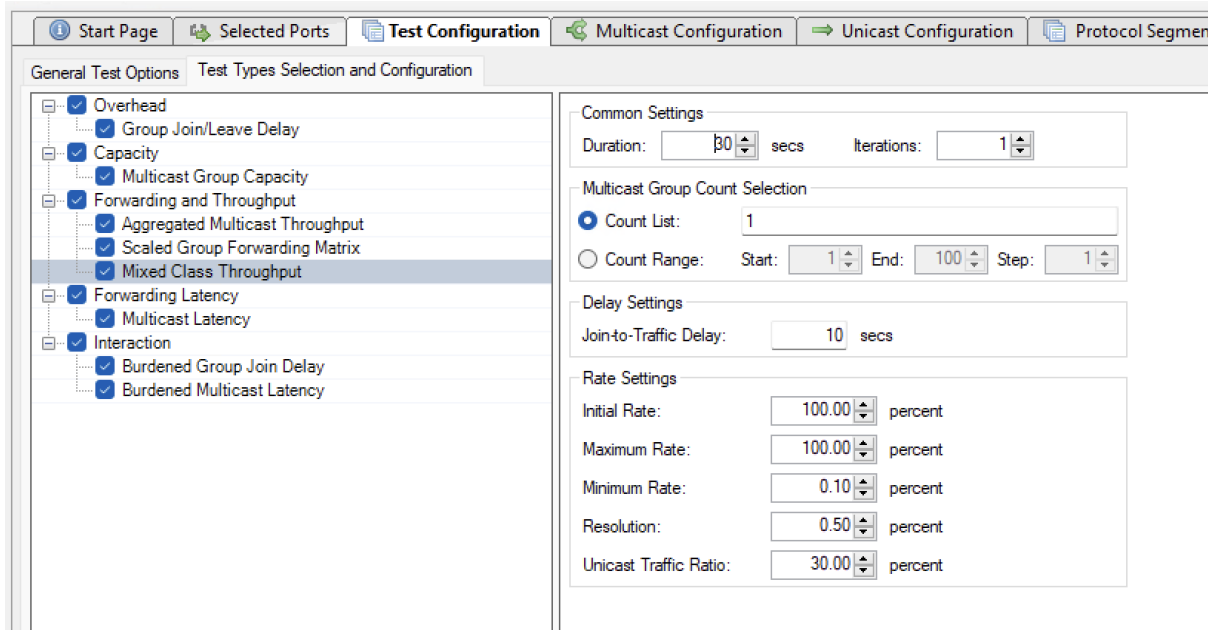 Start Page Selected Ports Test Configuration Multicast Configuration Unicast Configuration Protocol Segmen
General Test Options Test Types Selection and Configuration
Overhead
Group Join/Leave Delay
Capacity
Multicast Group Capacity
Forwarding and Throughput
Aggregated Multicast Throughput
Scaled Group Forwarding Matrix
Mixed Class Throughput
Forwarding Latency
Multicast Latency
Interaction
Burdened Group Join Delay
Burdened Multicast Latency
Common Settings
Duration: 30 secs Iterations: 1
Multicast Group Count Selection
Count List: 1
Count Range: Start: 1 End: 100 Step: 1
Delay Settings
Join-to-Traffic Delay: 10 secs
Rate Settings
Initial Rate: 100.00 percent
Maximum Rate: 100.00 percent
Minimum Rate: 0.10 percent
Resolution: 0.50 percent
Unicast Traffic Ratio: 30.00 percent